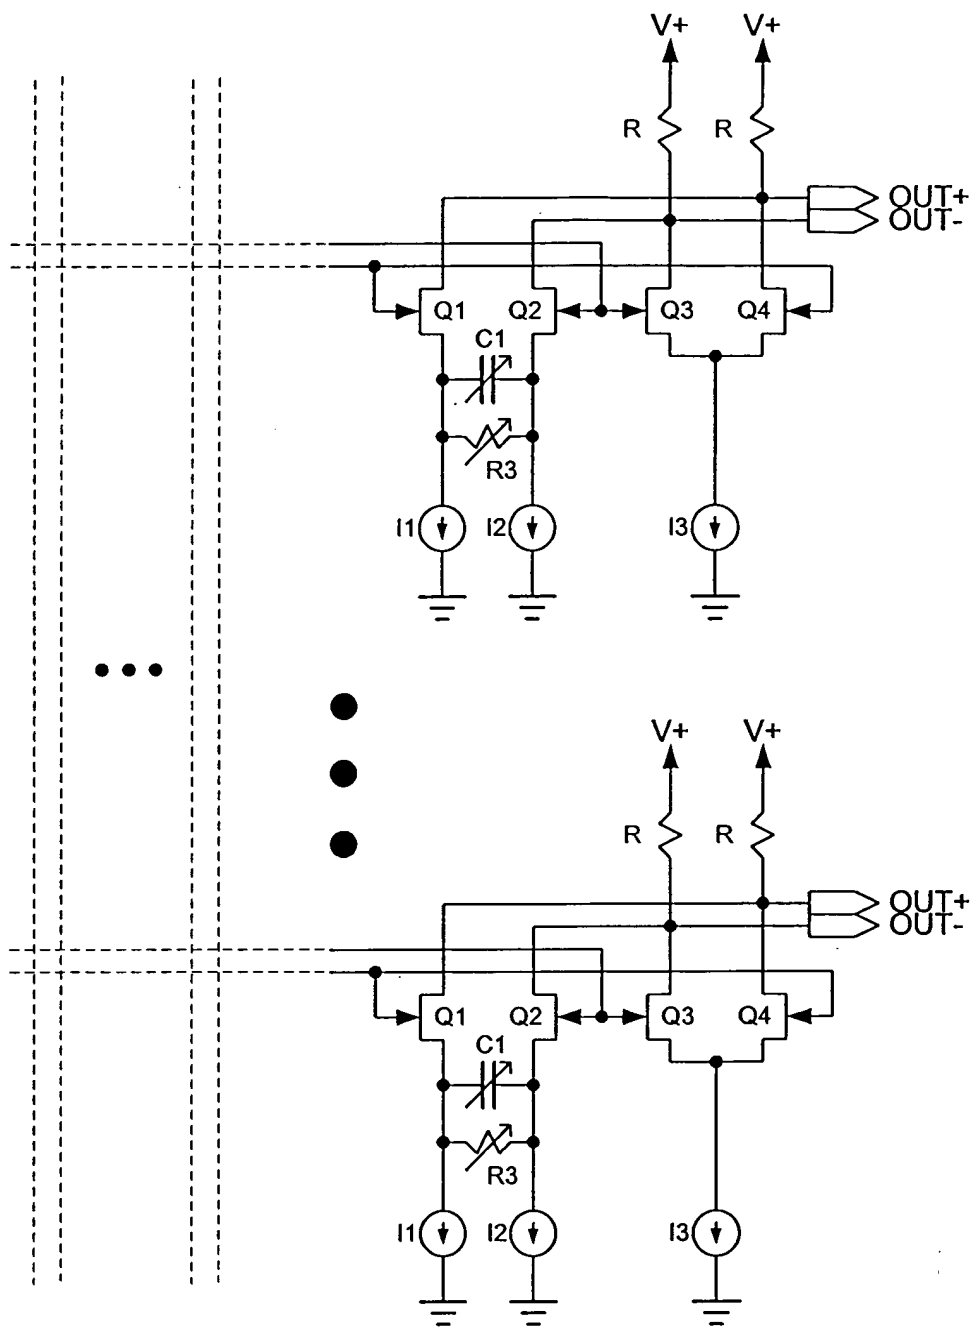 V+ V+
R R
OUT+
OUT-
Q1 Q2 Q3 Q4
C1
R3
I1 I2 I3
V+ V+
R R
OUT+
OUT-
Q1 Q2 Q3 Q4
C1
R3
I1 I2 I3